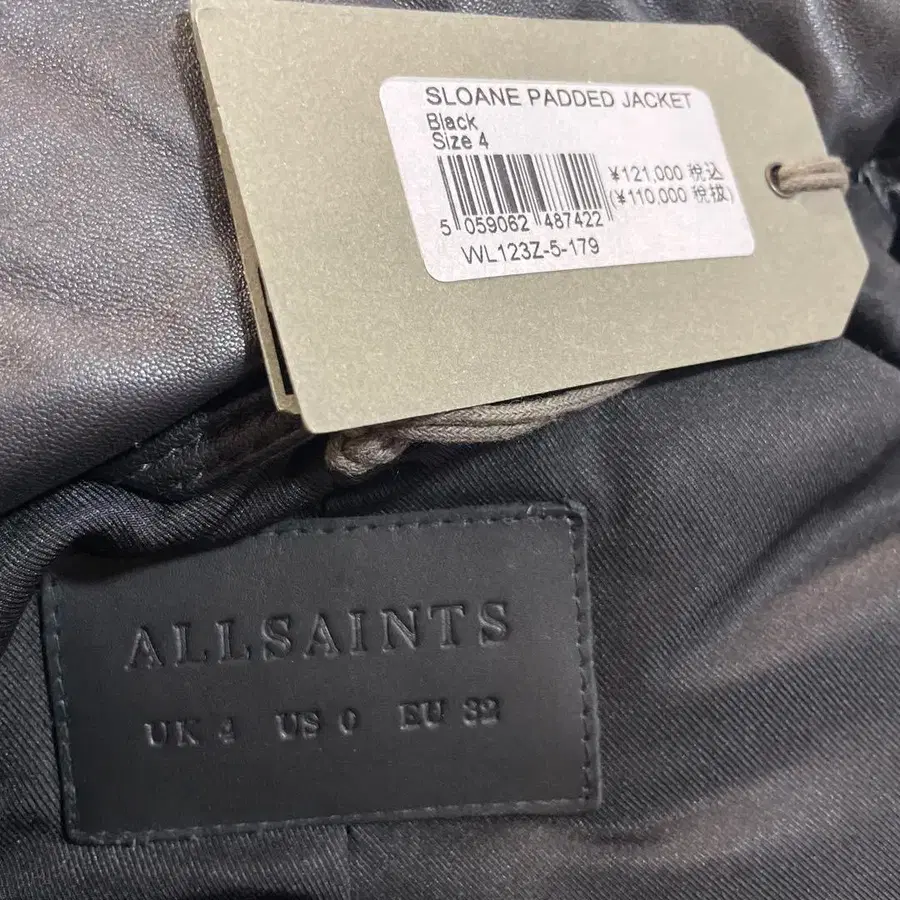 SLOANE PADDED JACKET
Black
Size 4
¥121,000 税込
(¥110,000 税抜)
5 059062 487422
WL123Z-5-179
ALLSAINTS
UK 4 US 0 EU 32